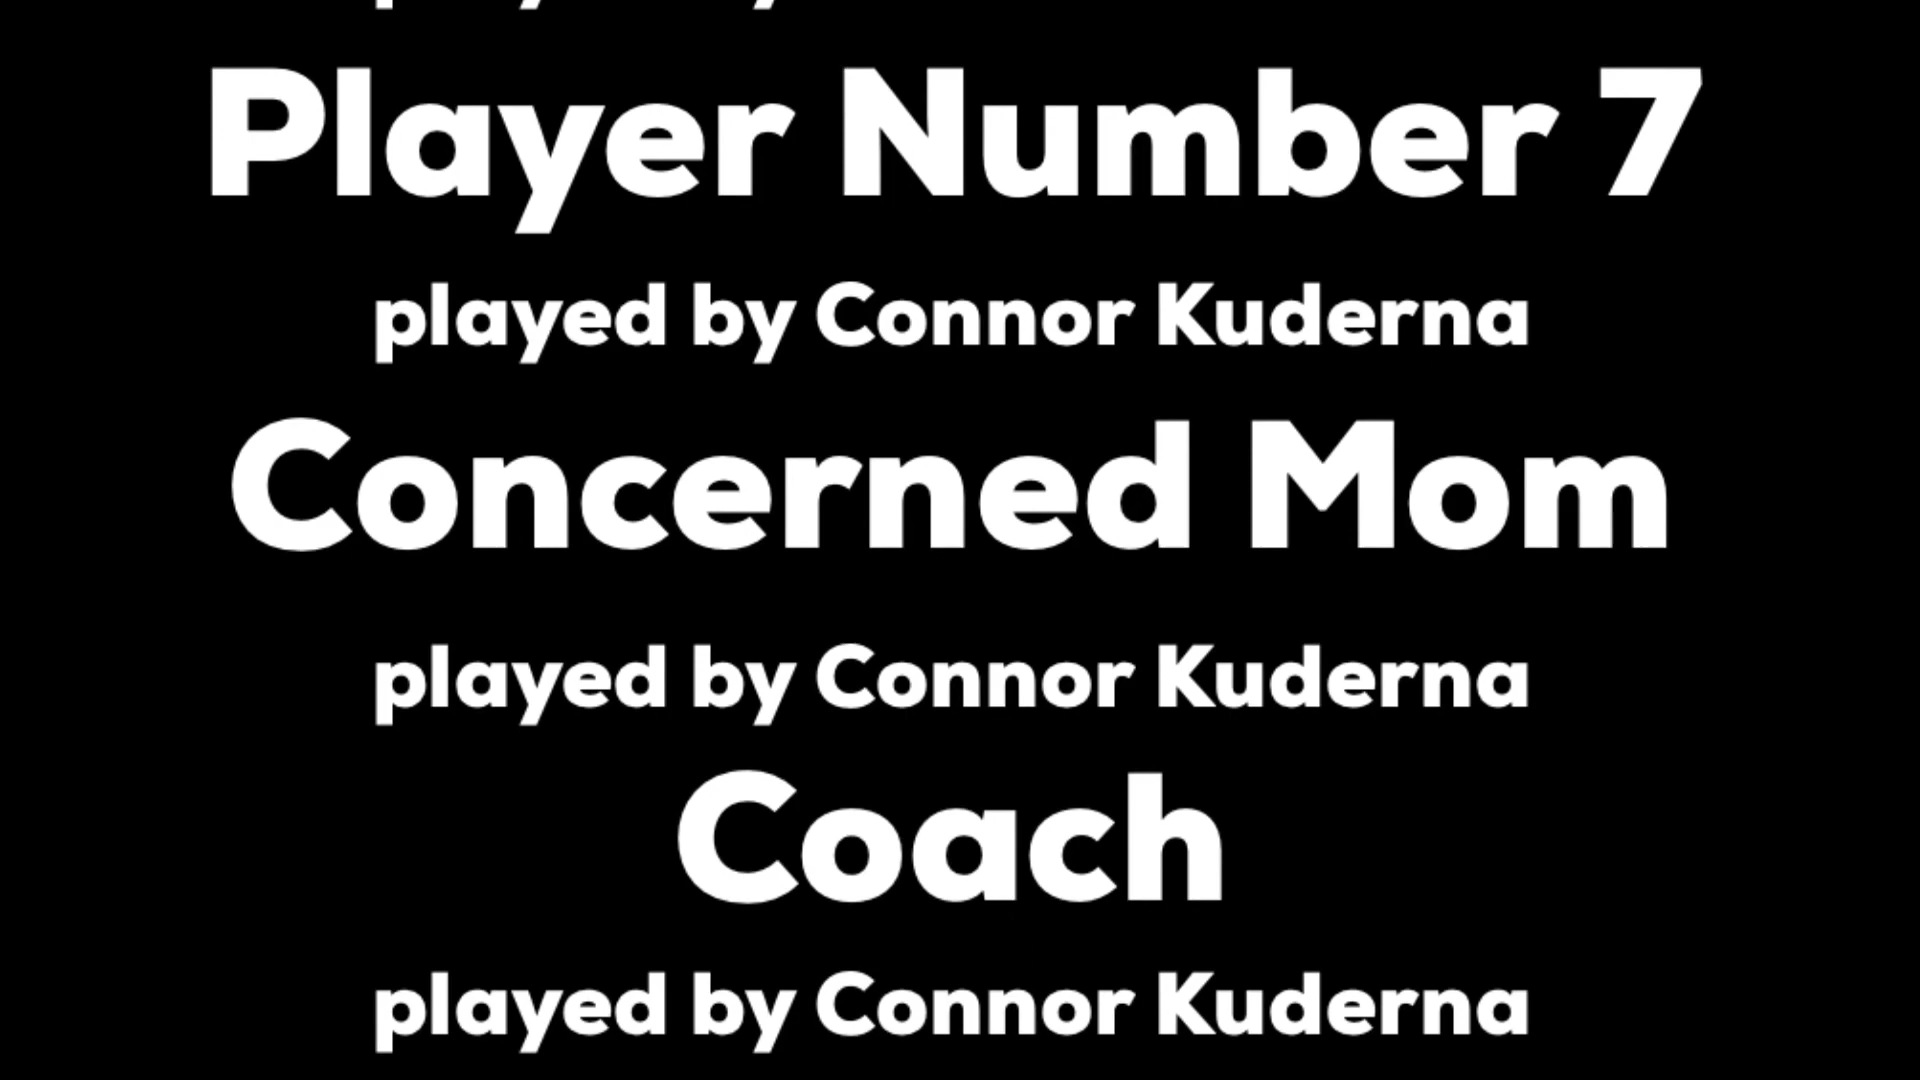 Player Number 7
played by Connor Kuderna
Concerned Mom
played by Connor Kuderna
Coach
played by Connor Kuderna